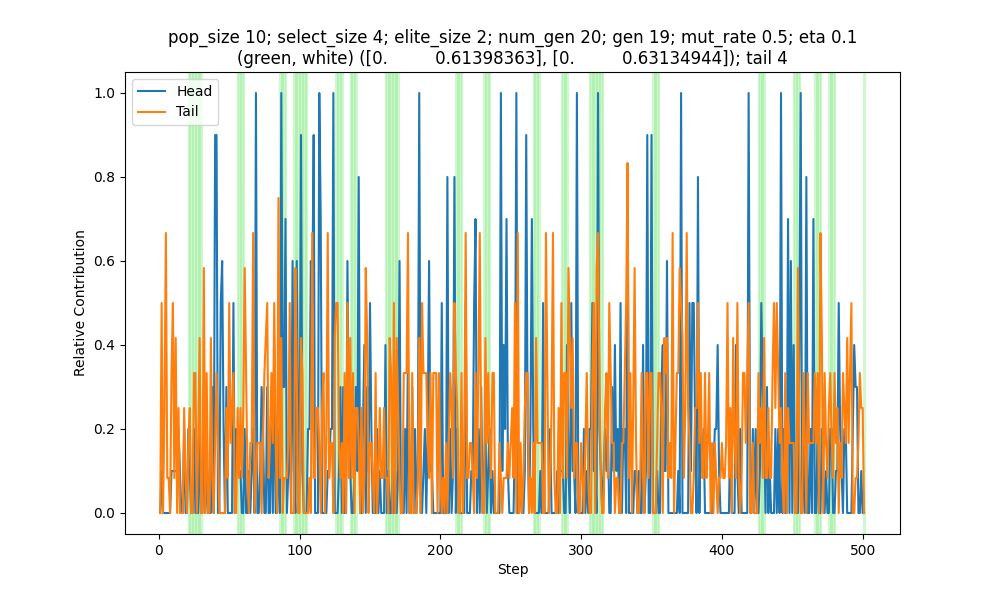 pop_size 10; select_size 4; elite_size 2; num_gen 20; gen 19; mut_rate 0.5; eta 0.1
(green, white) ([0. 0.61398363], [0. 0.63134944]); tail 4
Head
Tail
1.0
0.8
0.6
0.4
0.2
0.0
Relative Contribution
0 100 200 300 400 500
Step